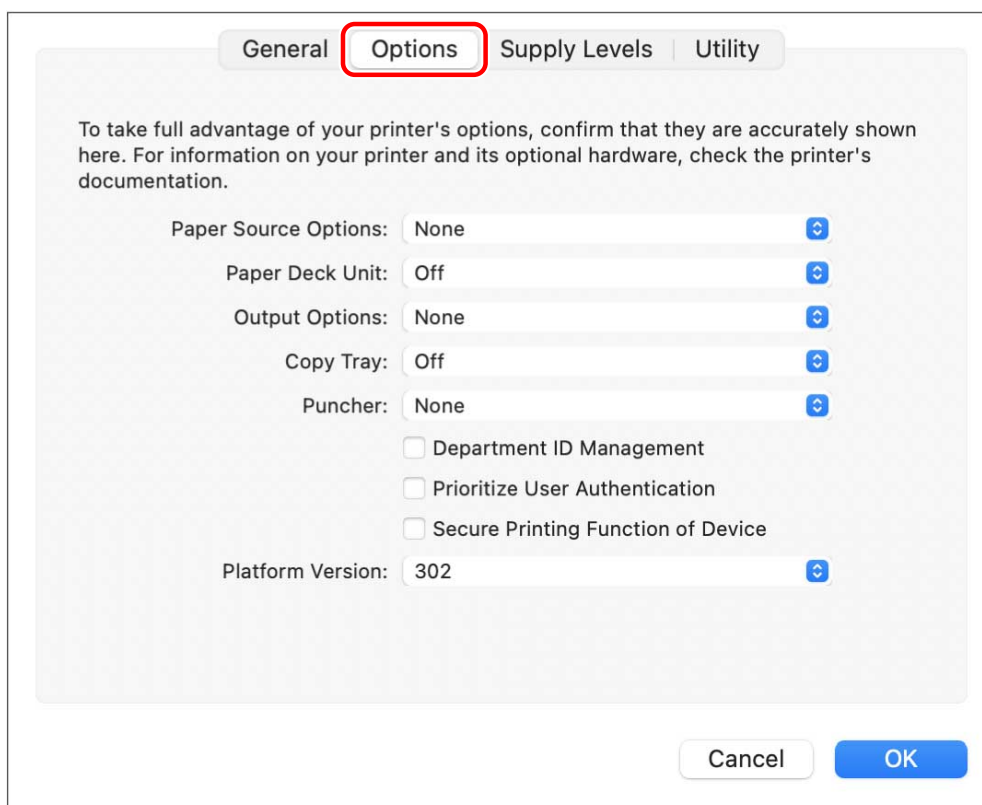 General Options Supply Levels Utility
To take full advantage of your printer's options, confirm that they are accurately shown
here. For information on your printer and its optional hardware, check the printer's
documentation.
Paper Source Options: None
Paper Deck Unit: Off
Output Options: None
Copy Tray: Off
Puncher: None
Department ID Management
Prioritize User Authentication
Secure Printing Function of Device
Platform Version: 302
Cancel OK